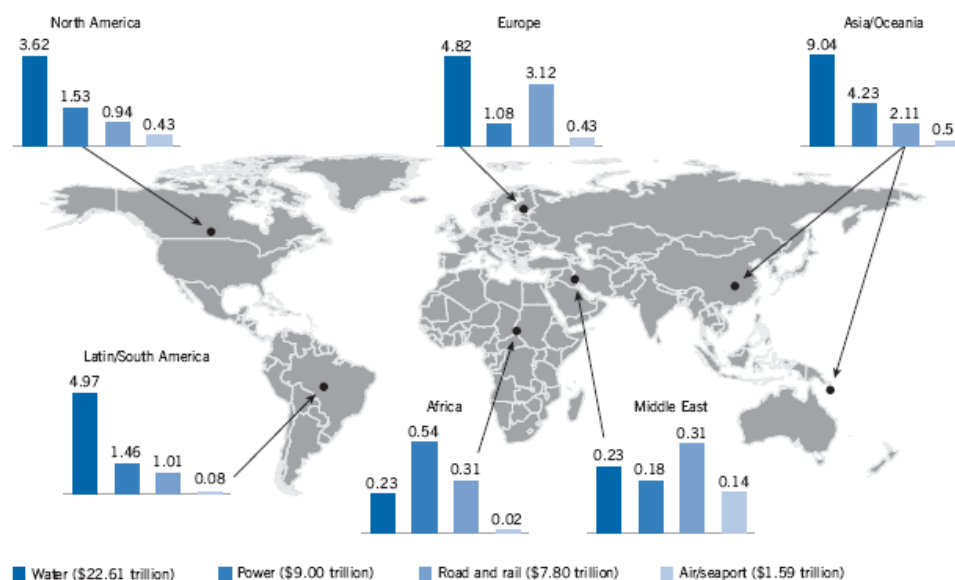 North America
3.62
1.53
0.94
0.43
Europe
4.82
1.08
3.12
0.43
Asia/Oceania
9.04
4.23
2.11
0.5
Latin/South America
4.97
1.46
1.01
0.08
Africa
0.23
0.54
0.31
0.02
Middle East
0.23
0.18
0.31
0.14
Water ($22.61 trillion)
Power ($9.00 trillion)
Road and rail ($7.80 trillion)
Air/seaport ($1.59 trillion)